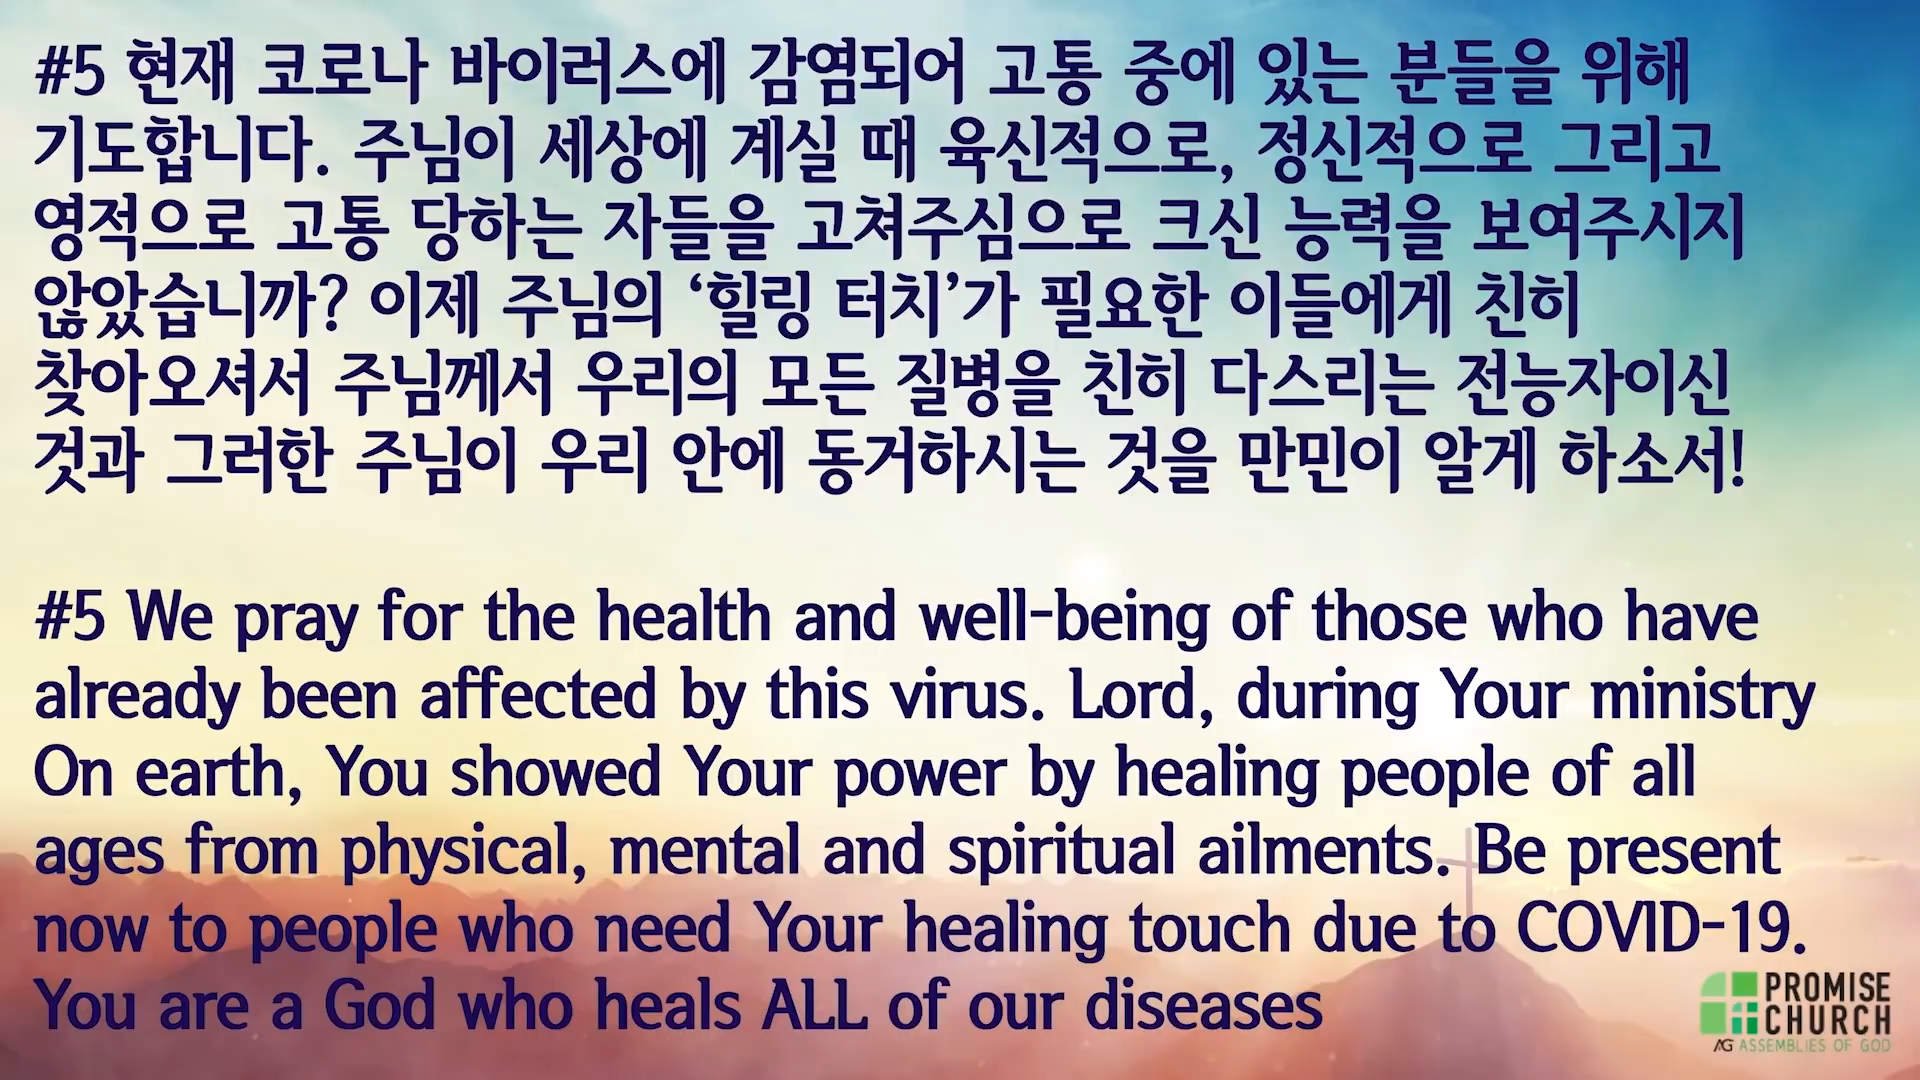 #5 현재 코로나 바이러스에 감염되어 고통 중에 있는 분들을 위해
기도합니다. 주님이 세상에 계실 때 육신적으로, 정신적으로 그리고
영적으로 고통 당하는 자들을 고쳐주심으로 크신 능력을 보여주시지
않았습니까? 이제 주님의 ‘힐링 터치’가 필요한 이들에게 친히
찾아오셔서 주님께서 우리의 모든 질병을 친히 다스리는 전능자이신
것과 그러한 주님이 우리 안에 동거하시는 것을 만민이 알게 하소서!
#5 We pray for the health and well-being of those who have
already been affected by this virus. Lord, during Your ministry
On earth, You showed Your power by healing people of all
ages from physical, mental and spiritual ailments. Be present
now to people who need Your healing touch due to COVID-19.
You are a God who heals ALL of our diseases
PROMISE
CHURCH
AG ASSEMBLIES OF GOD